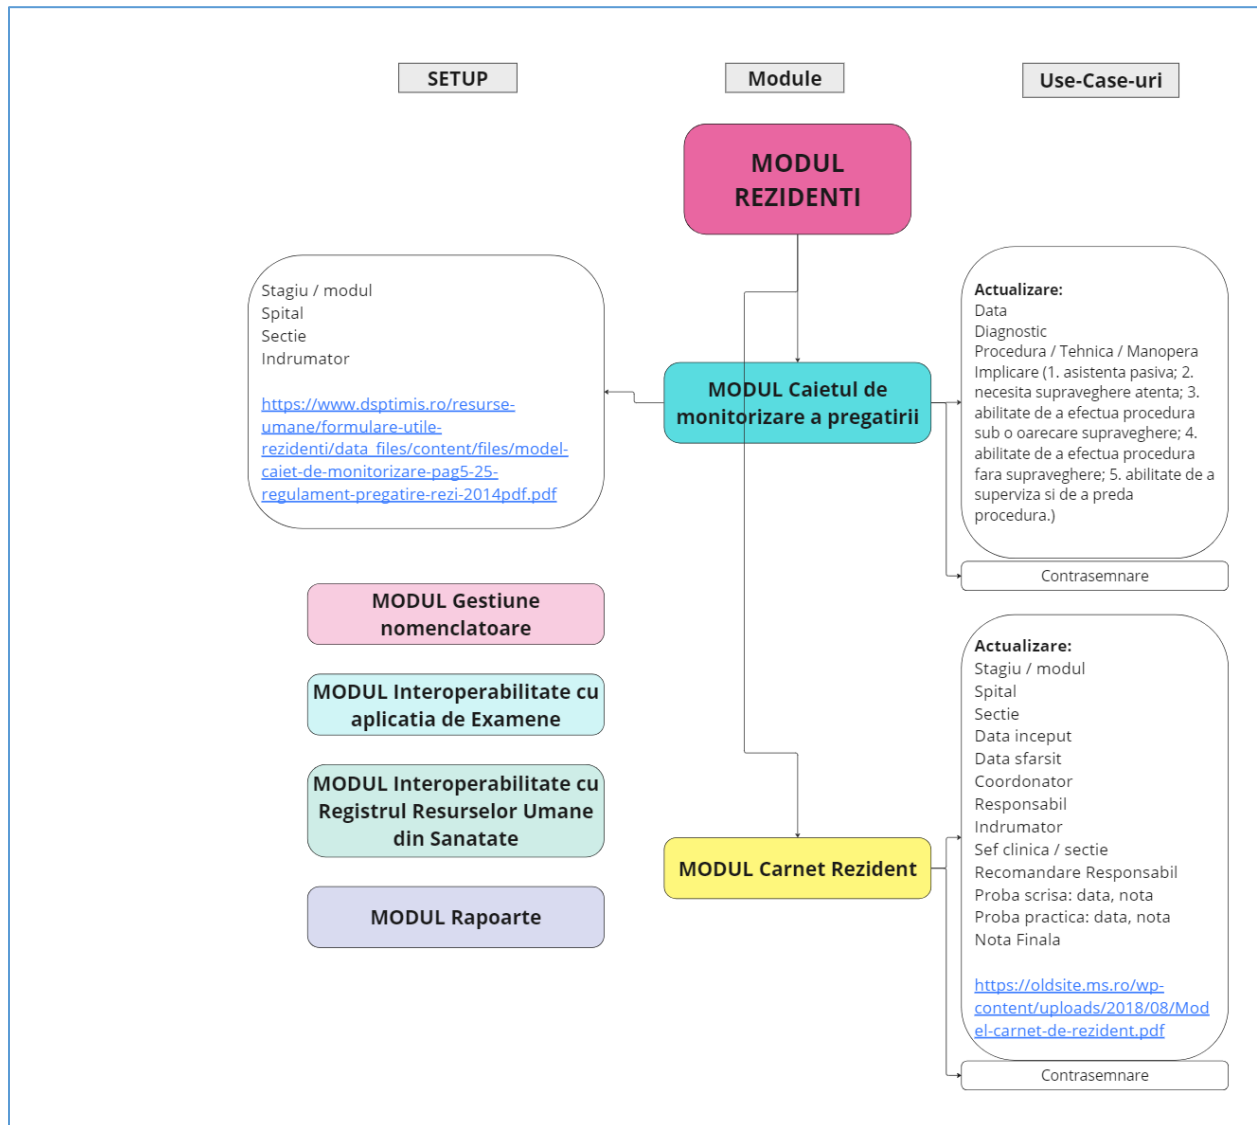 SETUP
Module
Use-Case-uri
MODUL
REZIDENTI
Stagiu / modul
Spital
Sectie
Indrumator
https://www.dsptimis.ro/resurse-
umane/formulare-utile-
rezidenti/data_files/content/files/model-
caiet-de-monitorizare-pag5-25-
regulament-pregatire-rezi-2014pdf.pdf
MODUL Caietul de
monitorizare a pregatirii
Actualizare:
Data
Diagnostic
Procedura / Tehnica / Manopera
Implicare (1. asistenta pasiva; 2.
necesita supraveghere atenta; 3.
abilitate de a efectua procedura
sub o oarecare supraveghere; 4.
abilitate de a efectua procedura
fara supraveghere; 5. abilitate de a
superviza si de a preda
procedura.)
Contrasemnare
MODUL Gestiune
nomenclatoare
MODUL Interoperabilitate cu
aplicatia de Examene
MODUL Interoperabilitate cu
Registrul Resurselor Umane
din Sanatate
MODUL Rapoarte
MODUL Carnet Rezident
Actualizare:
Stagiu / modul
Spital
Sectie
Data inceput
Data sfarsit
Coordonator
Responsabil
Indrumator
Sef clinica / sectie
Recomandare Responsabil
Proba scrisa: data, nota
Proba practica: data, nota
Nota Finala
https://oldsite.ms.ro/wp-
content/uploads/2018/08/Mod
el-carnet-de-rezident.pdf
Contrasemnare